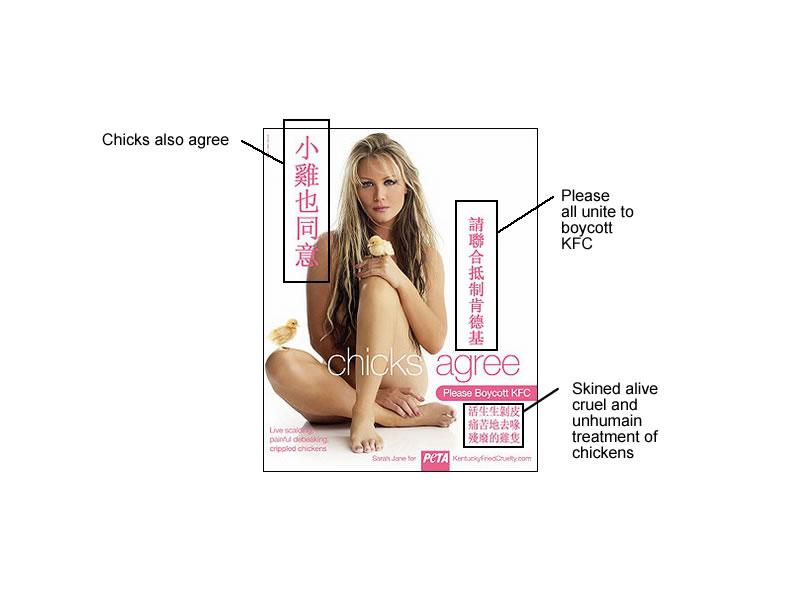 Chicks also agree
小雞也同意
Please
all unite to
boycott
KFC
請聯合抵制肯德基
chicks agree
Please Boycott KFC
活生生剝皮
痛苦地去喙
殘廢的雞隻
Skined alive
cruel and
unhumain
treatment of
chickens
Live scalding,
painful debeaking,
crippled chickens
Sarah Jane for PETA KentuckyFriedCruelty.com